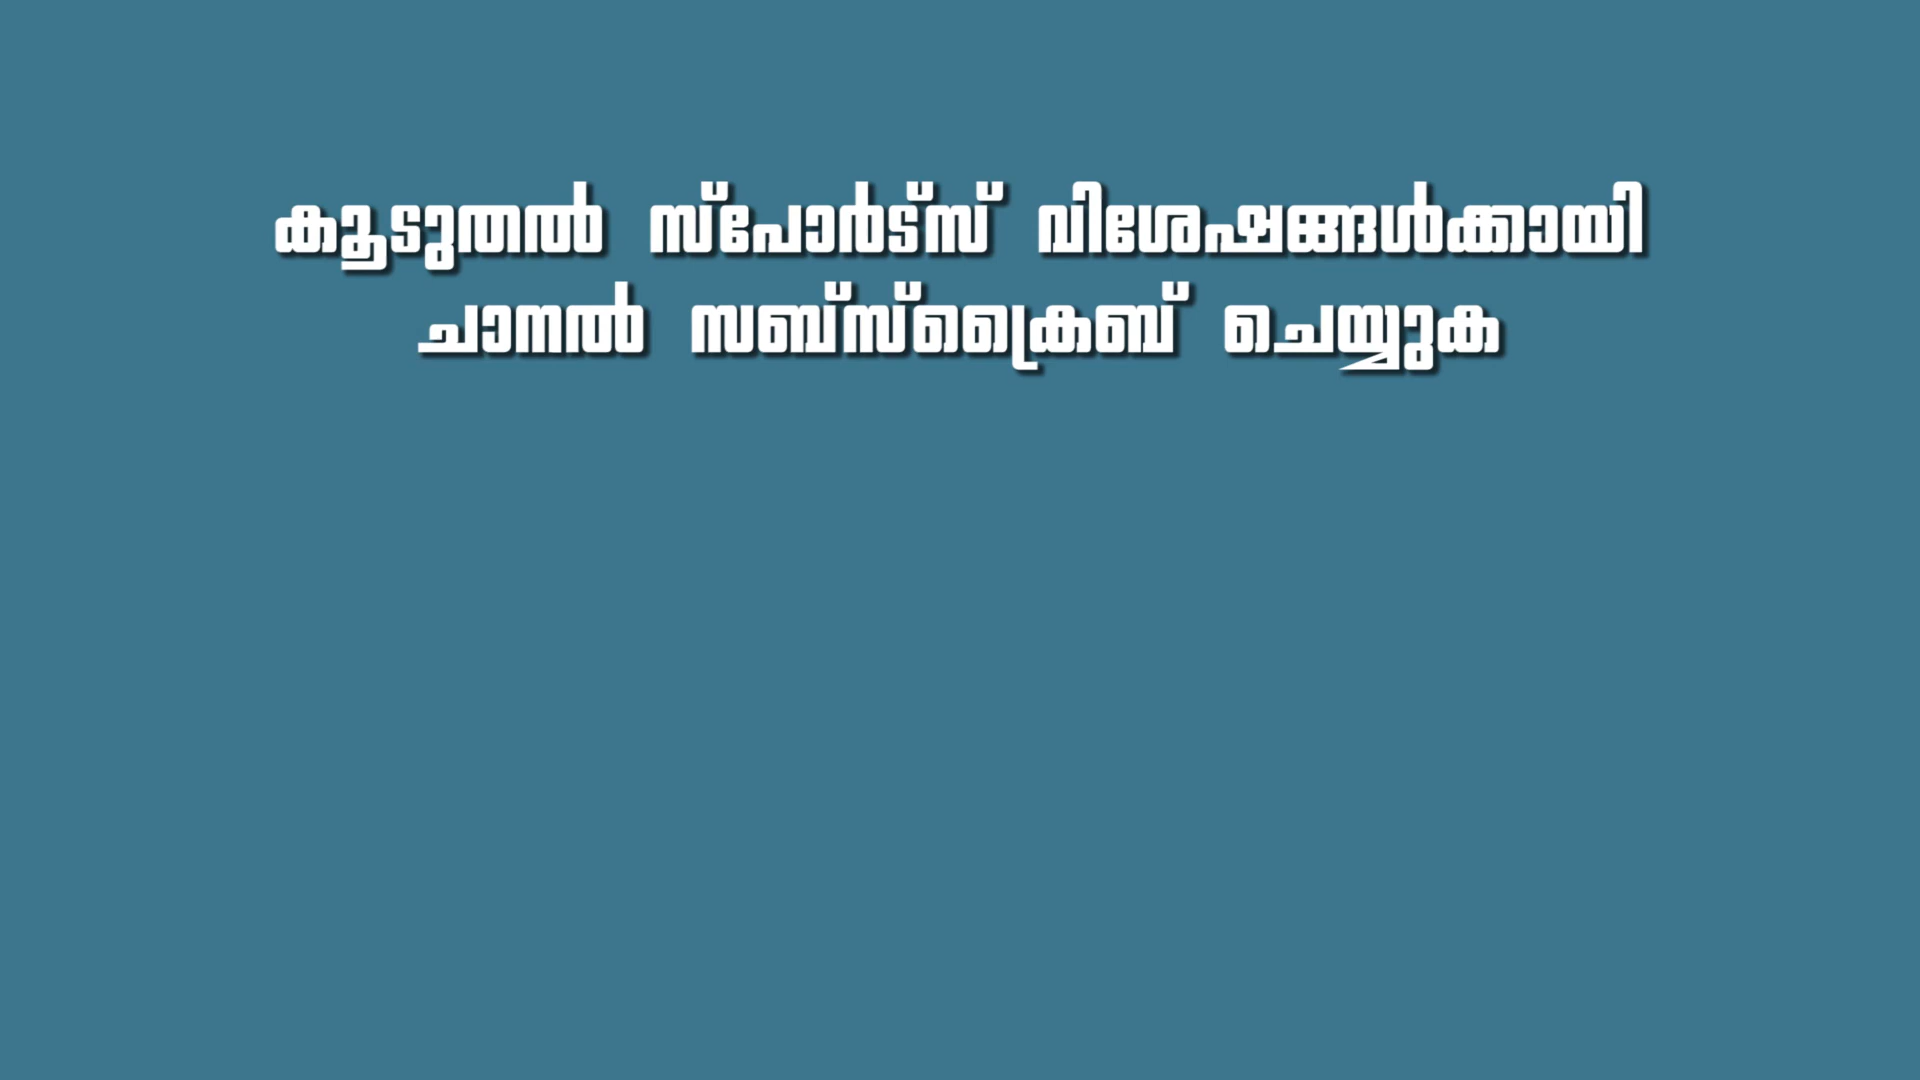 കൂടുതൽ സ്പോർട്സ് വിശേഷങ്ങൾക്കായി
ചാനൽ സബ്സ്ക്രൈബ് ചെയ്യുക